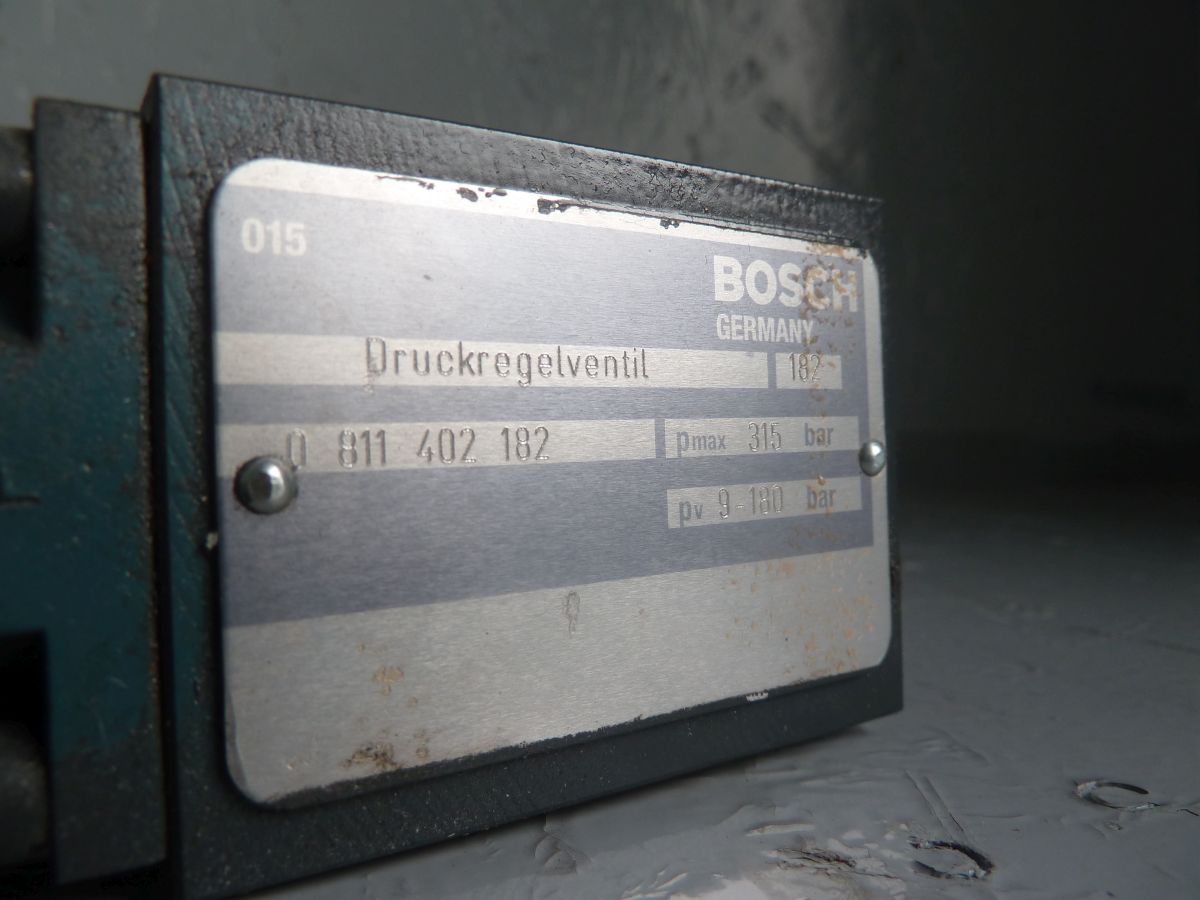 015
BOSCH
GERMANY
Druckregelventil 182
0 811 402 182 pmax 315 bar
pv 9-180 bar